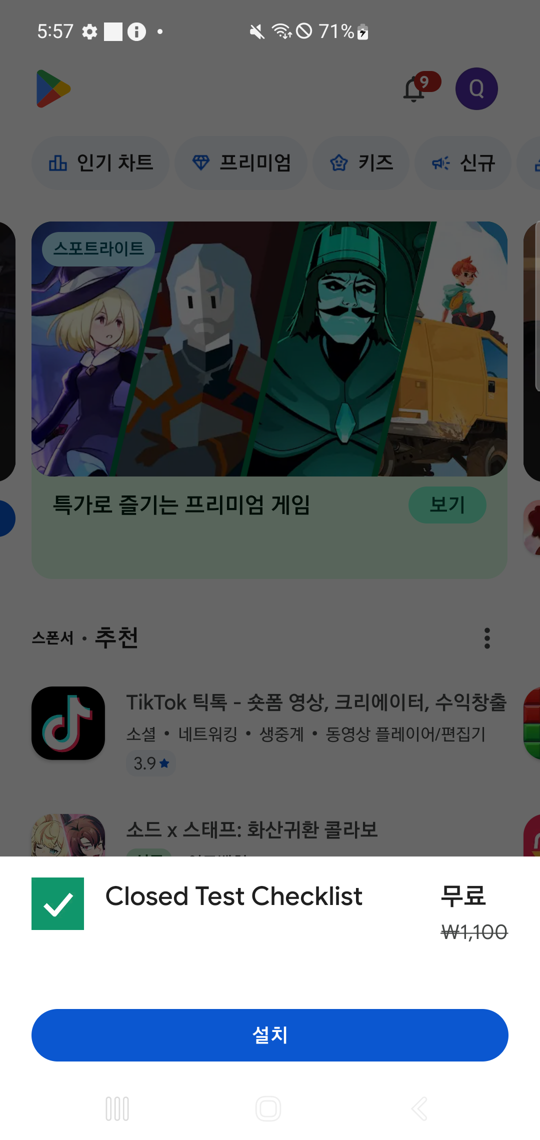 5:57
71%
9
Q
인기 차트
프리미엄
키즈
신규
스포트라이트
특가로 즐기는 프리미엄 게임
보기
스폰서 • 추천
TikTok 틱톡 - 숏폼 영상, 크리에이터, 수익창출
소셜 • 네트워킹 • 생중계 • 동영상 플레이어/편집기
3.9★
소드 x 스태프: 화산귀환 콜라보
Closed Test Checklist
무료
₩1,100
설치